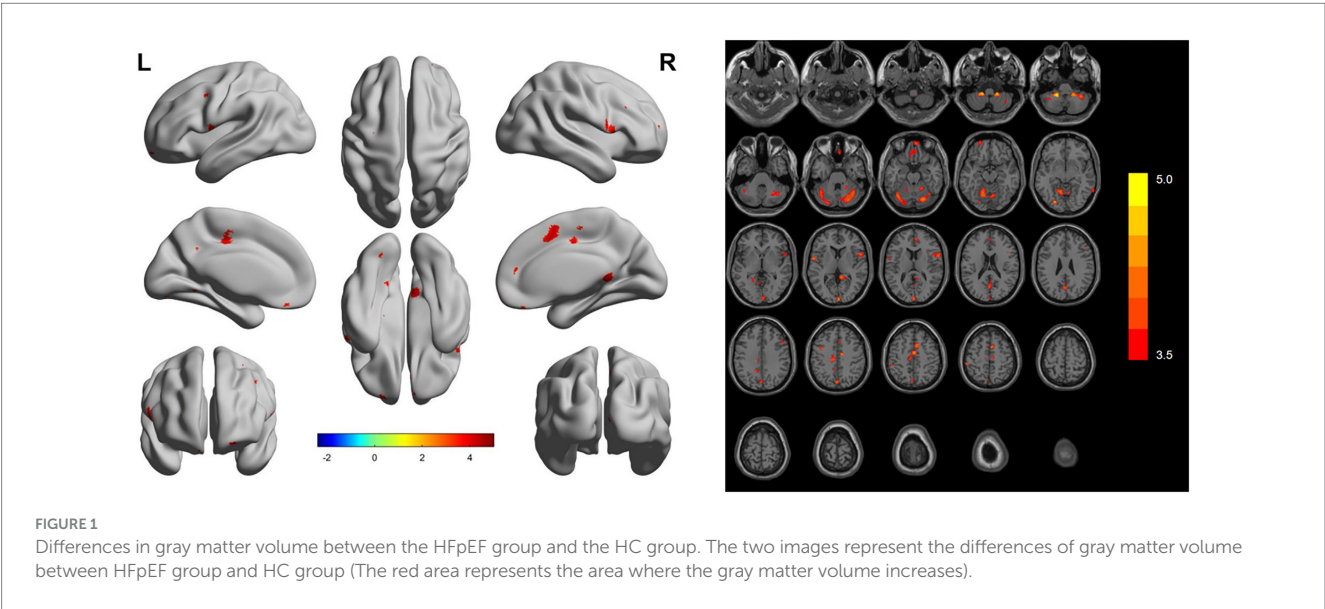 L
R
-2 0 2 4
5.0
3.5
FIGURE 1
Differences in gray matter volume between the HFpEF group and the HC group. The two images represent the differences of gray matter volume
between HFpEF group and HC group (The red area represents the area where the gray matter volume increases).